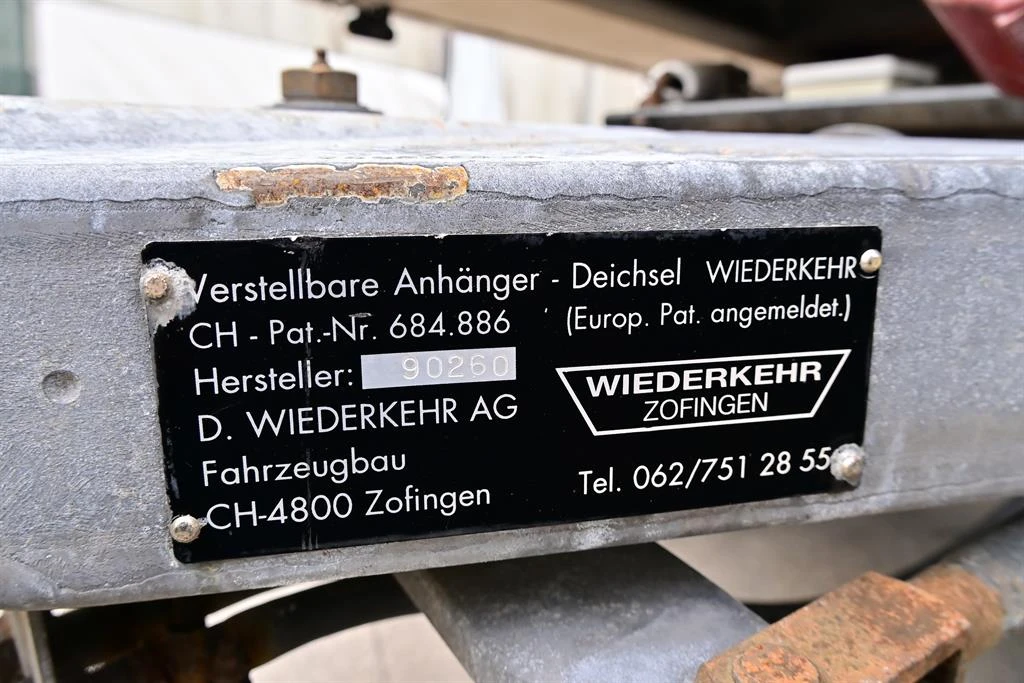 Verstellbare Anhänger - Deichsel WIEDERKEHR
CH - Pat.-Nr. 684.886 (Europ. Pat. angemeldet.)
Hersteller: 90260
D. WIEDERKEHR AG
Fahrzeugbau
CH-4800 Zofingen
WIEDERKEHR
ZOFINGEN
Tel. 062/751 28 55